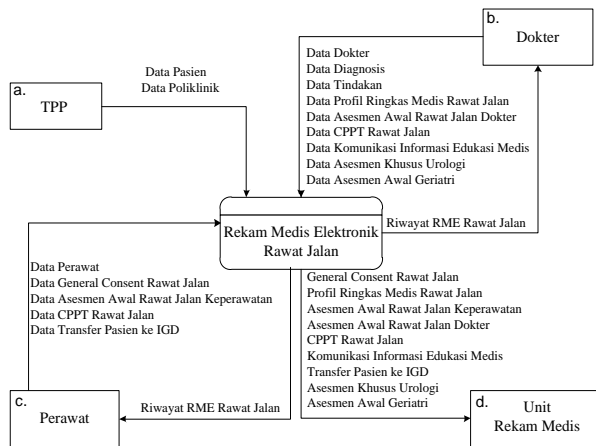 a.
TPP
Data Pasien
Data Poliklinik
b.
Dokter
Data Dokter
Data Diagnosis
Data Tindakan
Data Profil Ringkas Medis Rawat Jalan
Data Asesmen Awal Rawat Jalan Dokter
Data CPPT Rawat Jalan
Data Komunikasi Informasi Edukasi Medis
Data Asesmen Khusus Urologi
Data Asesmen Awal Geriatri
Rekam Medis Elektronik
Rawat Jalan
Riwayat RME Rawat Jalan
Data Perawat
Data General Consent Rawat Jalan
Data Asesmen Awal Rawat Jalan Keperawatan
Data CPPT Rawat Jalan
Data Transfer Pasien ke IGD
General Consent Rawat Jalan
Profil Ringkas Medis Rawat Jalan
Asesmen Awal Rawat Jalan Keperawatan
Asesmen Awal Rawat Jalan Dokter
CPPT Rawat Jalan
Komunikasi Informasi Edukasi Medis
Transfer Pasien ke IGD
Asesmen Khusus Urologi
Asesmen Awal Geriatri
c.
Perawat
Riwayat RME Rawat Jalan
d.
Unit
Rekam Medis